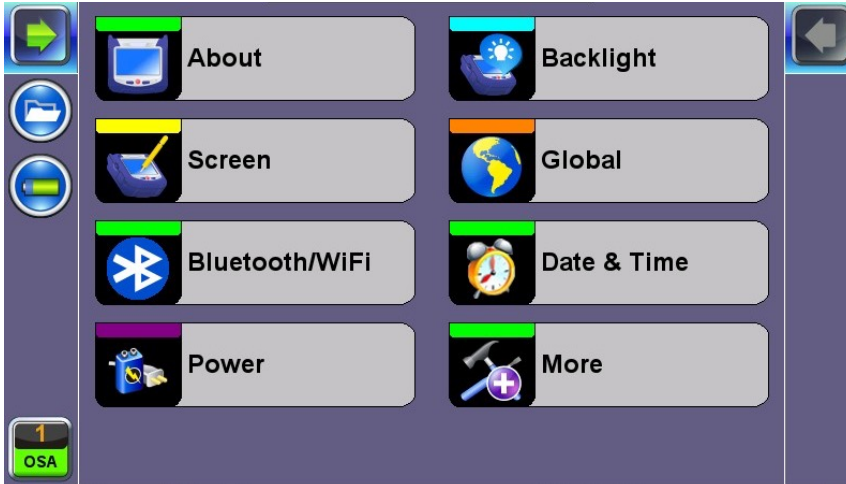 About
Backlight
Screen
Global
Bluetooth/WiFi
Date & Time
Power
More
1
OSA